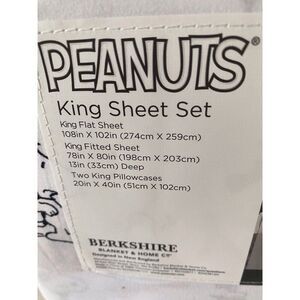 PEANUTS®
King Sheet Set
King Flat Sheet
108in X 102in (274cm X 259cm)
King Fitted Sheet
78in X 80in (198cm X 203cm)
13in (33cm) Deep
Two King Pillowcases
20in X 40in (51cm X 102cm)
BERKSHIRE
BLANKET & HOME CO®
Designed in New England